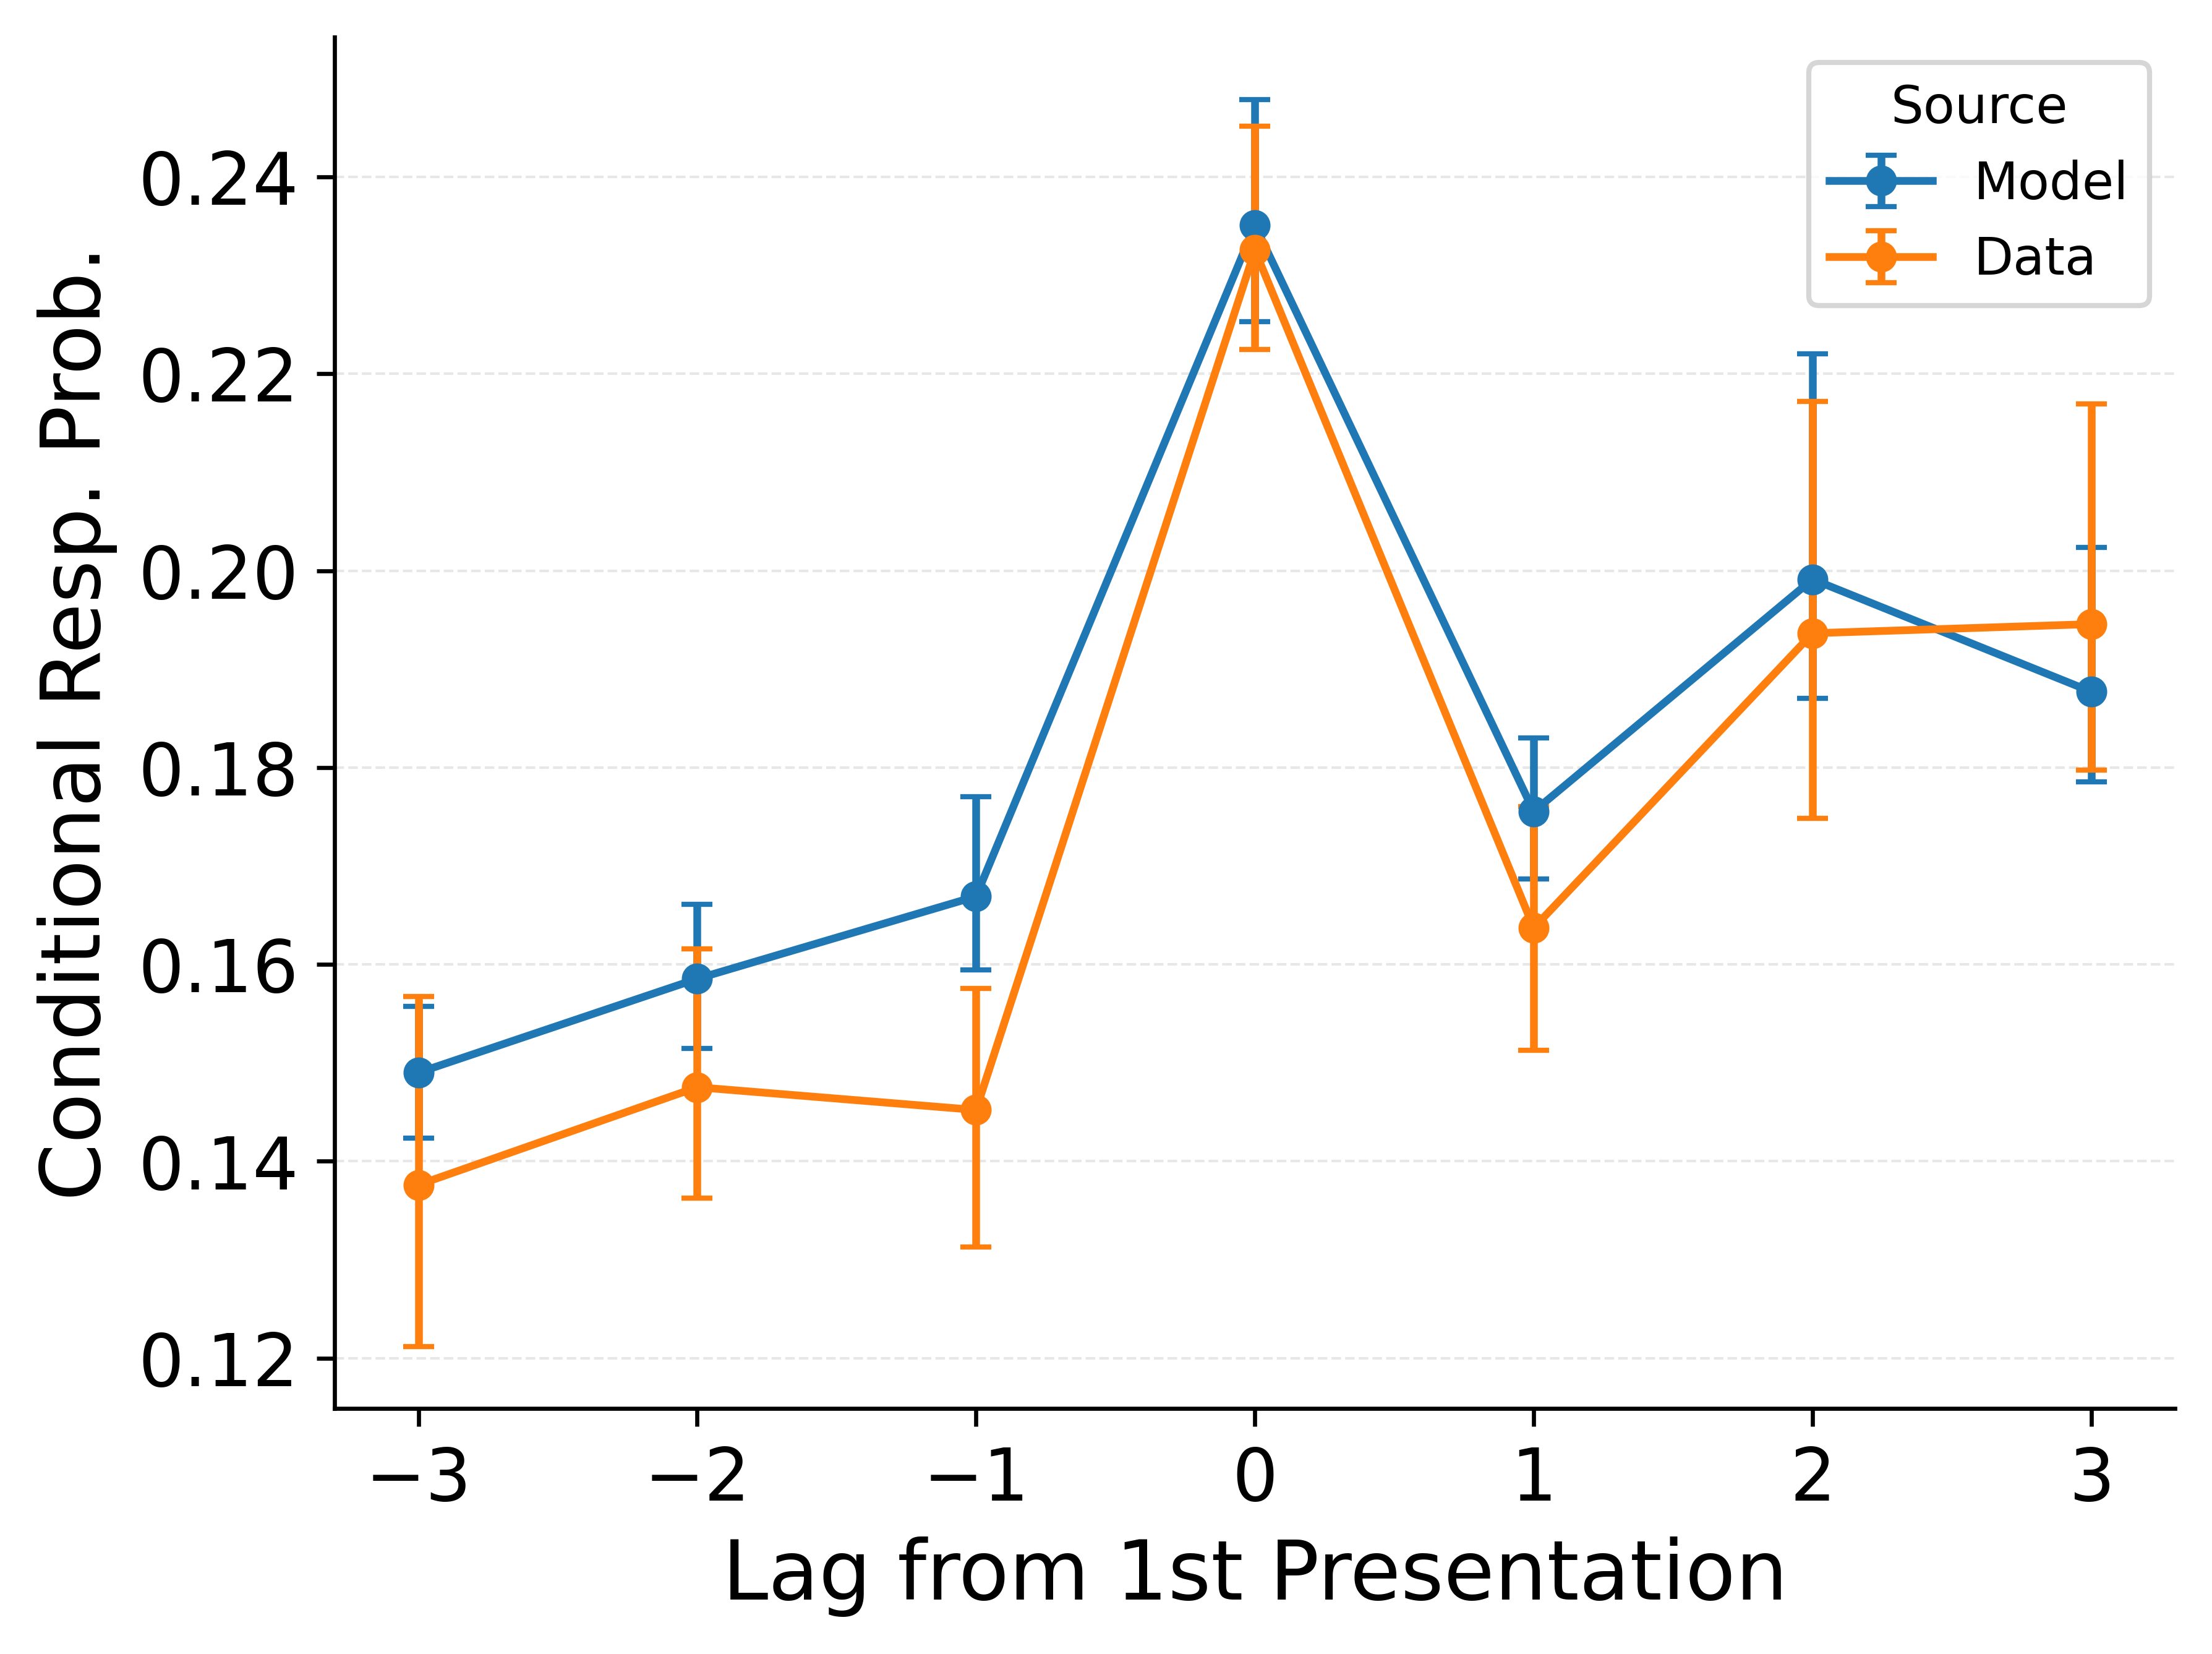 Conditional Resp. Prob.
0.24
0.22
0.20
0.18
0.16
0.14
0.12
Source
Model
Data
−3 −2 −1 0 1 2 3
Lag from 1st Presentation